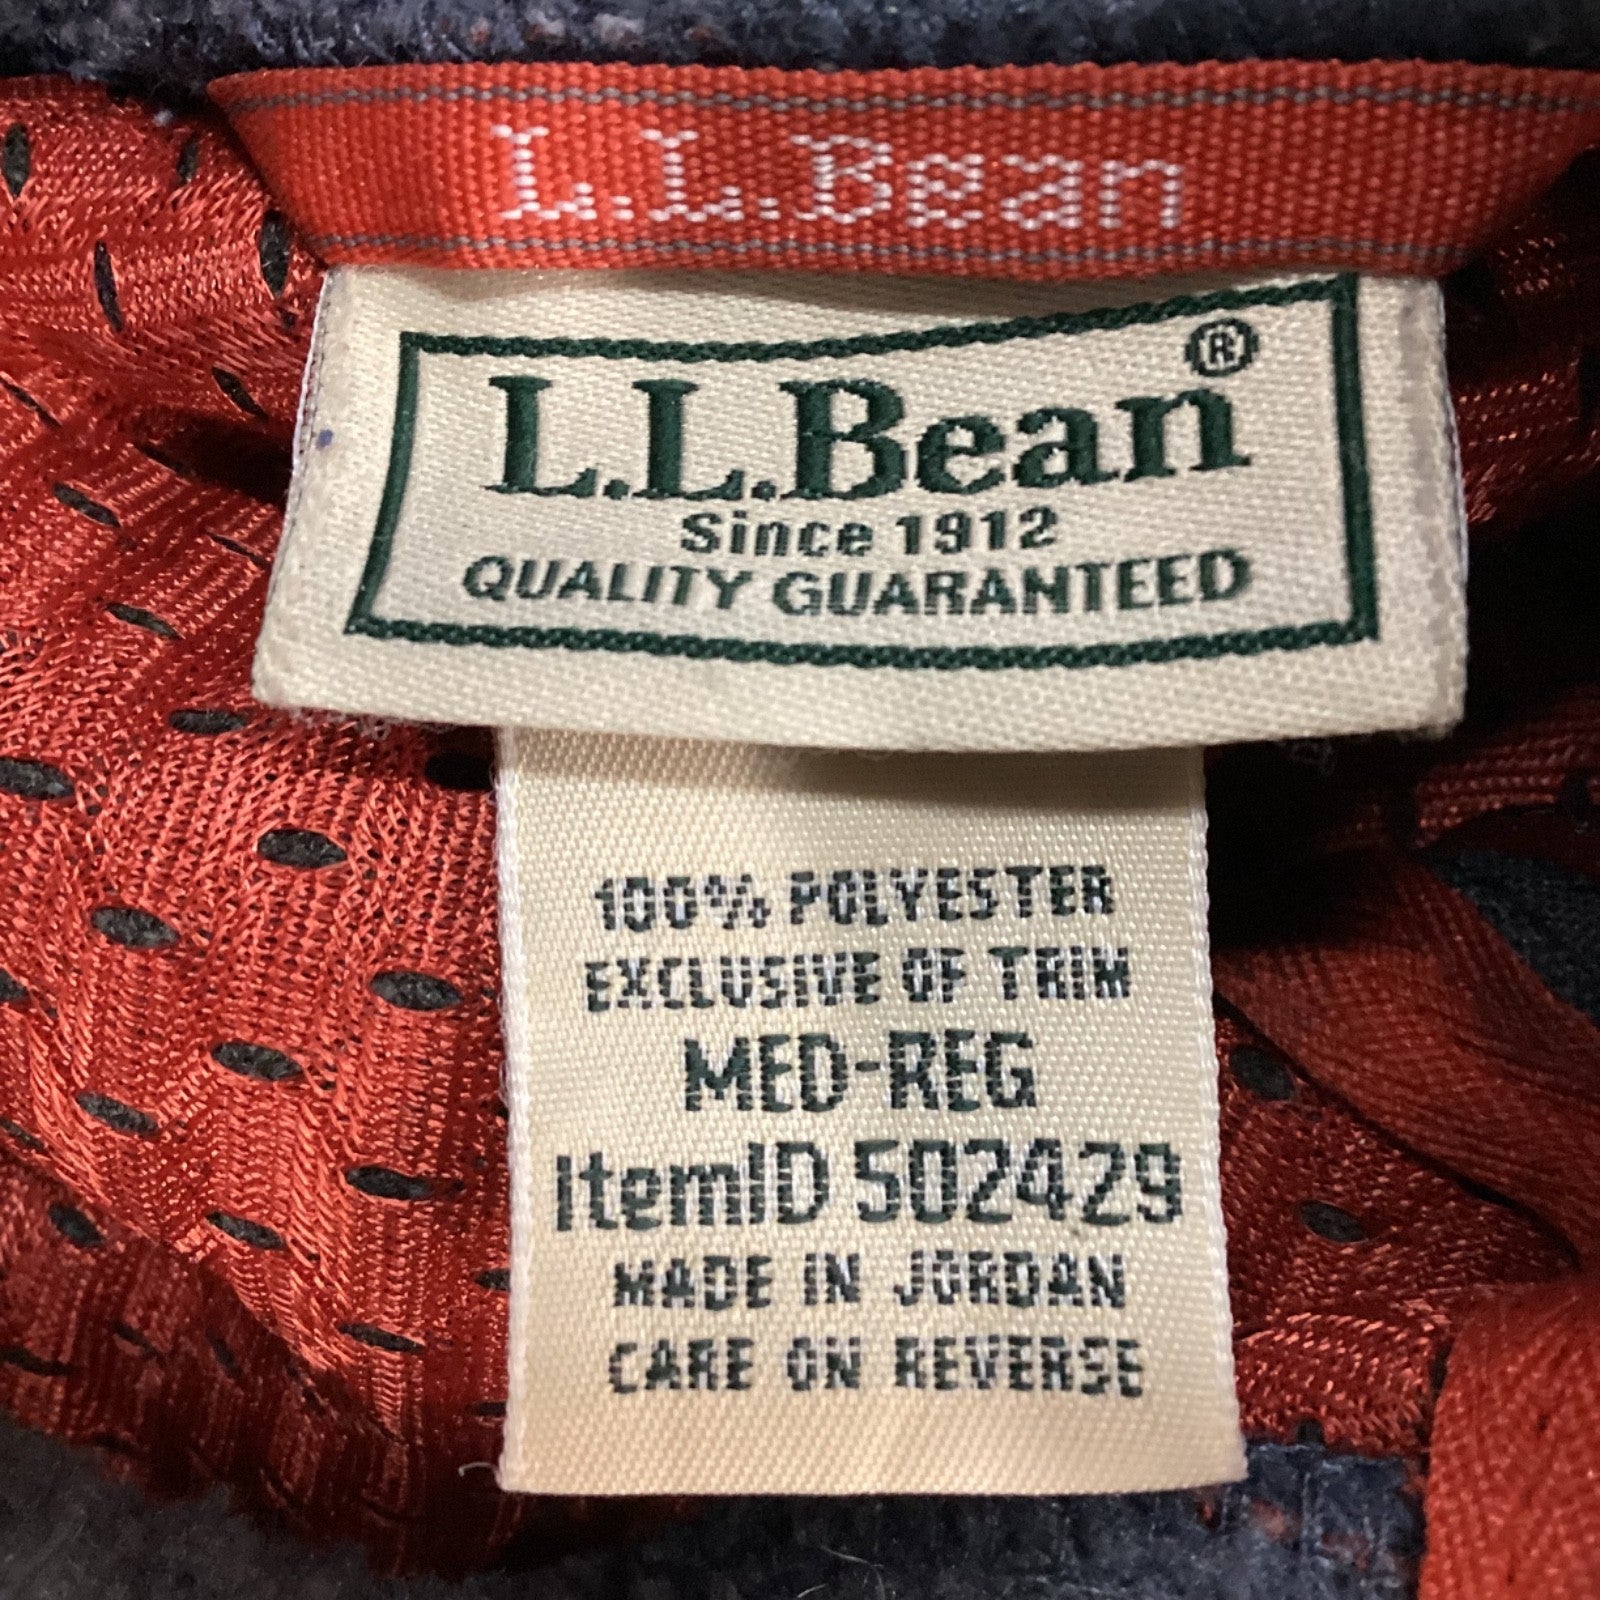 L.L.Bean
L.L.Bean®
Since 1912
QUALITY GUARANTEED
100% POLYESTER
EXCLUSIVE OF TRIM
MED-REG
ItemID 502429
MADE IN JORDAN
CARE ON REVERSE